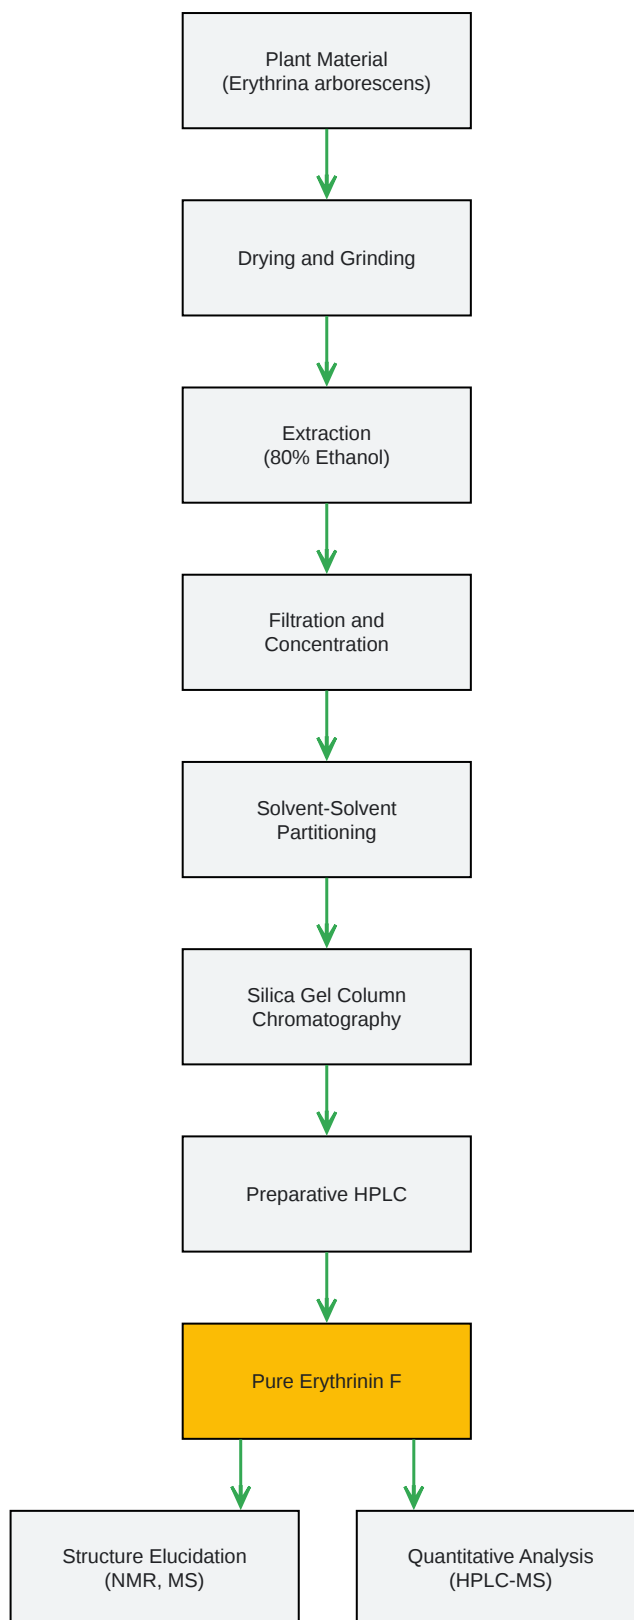 Plant Material
(Erythrina arborescens)
Drying and Grinding
Extraction
(80% Ethanol)
Filtration and
Concentration
Solvent-Solvent
Partitioning
Silica Gel Column
Chromatography
Preparative HPLC
Pure Erythrinin F
Structure Elucidation
(NMR, MS)
Quantitative Analysis
(HPLC-MS)